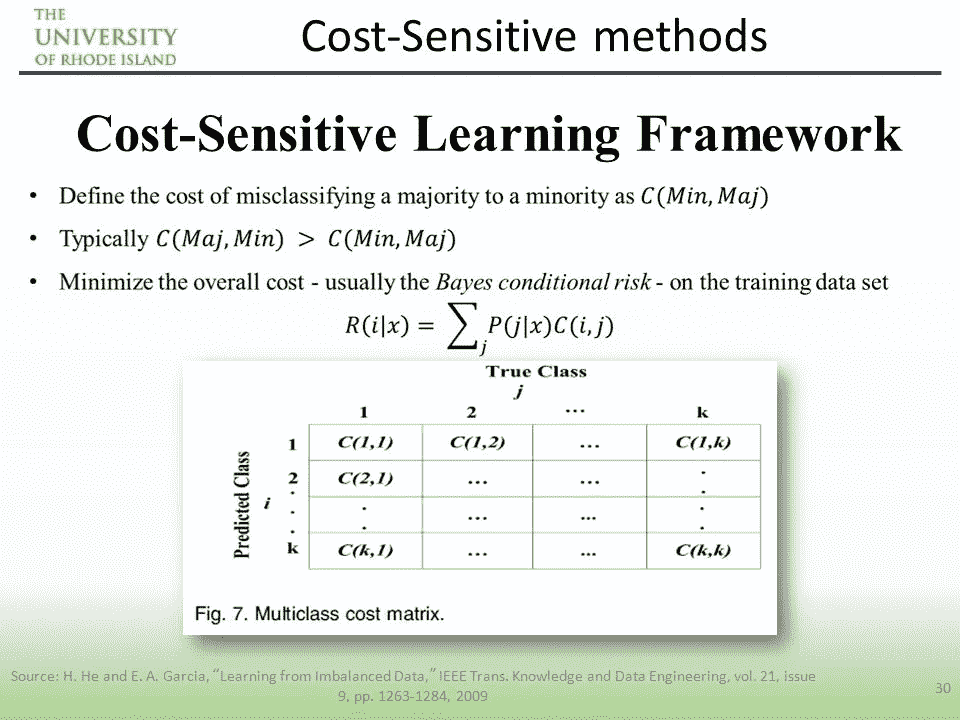 THE
UNIVERSITY
OF RHODE ISLAND
Cost-Sensitive methods
Cost-Sensitive Learning Framework
• Define the cost of misclassifying a majority to a minority as C(Min, Maj)
• Typically C(Maj, Min) > C(Min, Maj)
• Minimize the overall cost - usually the Bayes conditional risk - on the training data set
R(i|x) = ∑j P(j|x)C(i, j)
True Class
j
1 2 ... k
Predicted Class
i
1 C(1,1) C(1,2) ... C(1,k)
2 C(2,1) ... ... .
. . ... ... .
k C(k,1) ... ... C(k,k)
Fig. 7. Multiclass cost matrix.
Source: H. He and E. A. Garcia, “Learning from Imbalanced Data,” IEEE Trans. Knowledge and Data Engineering, vol. 21, issue
9, pp. 1263-1284, 2009
30